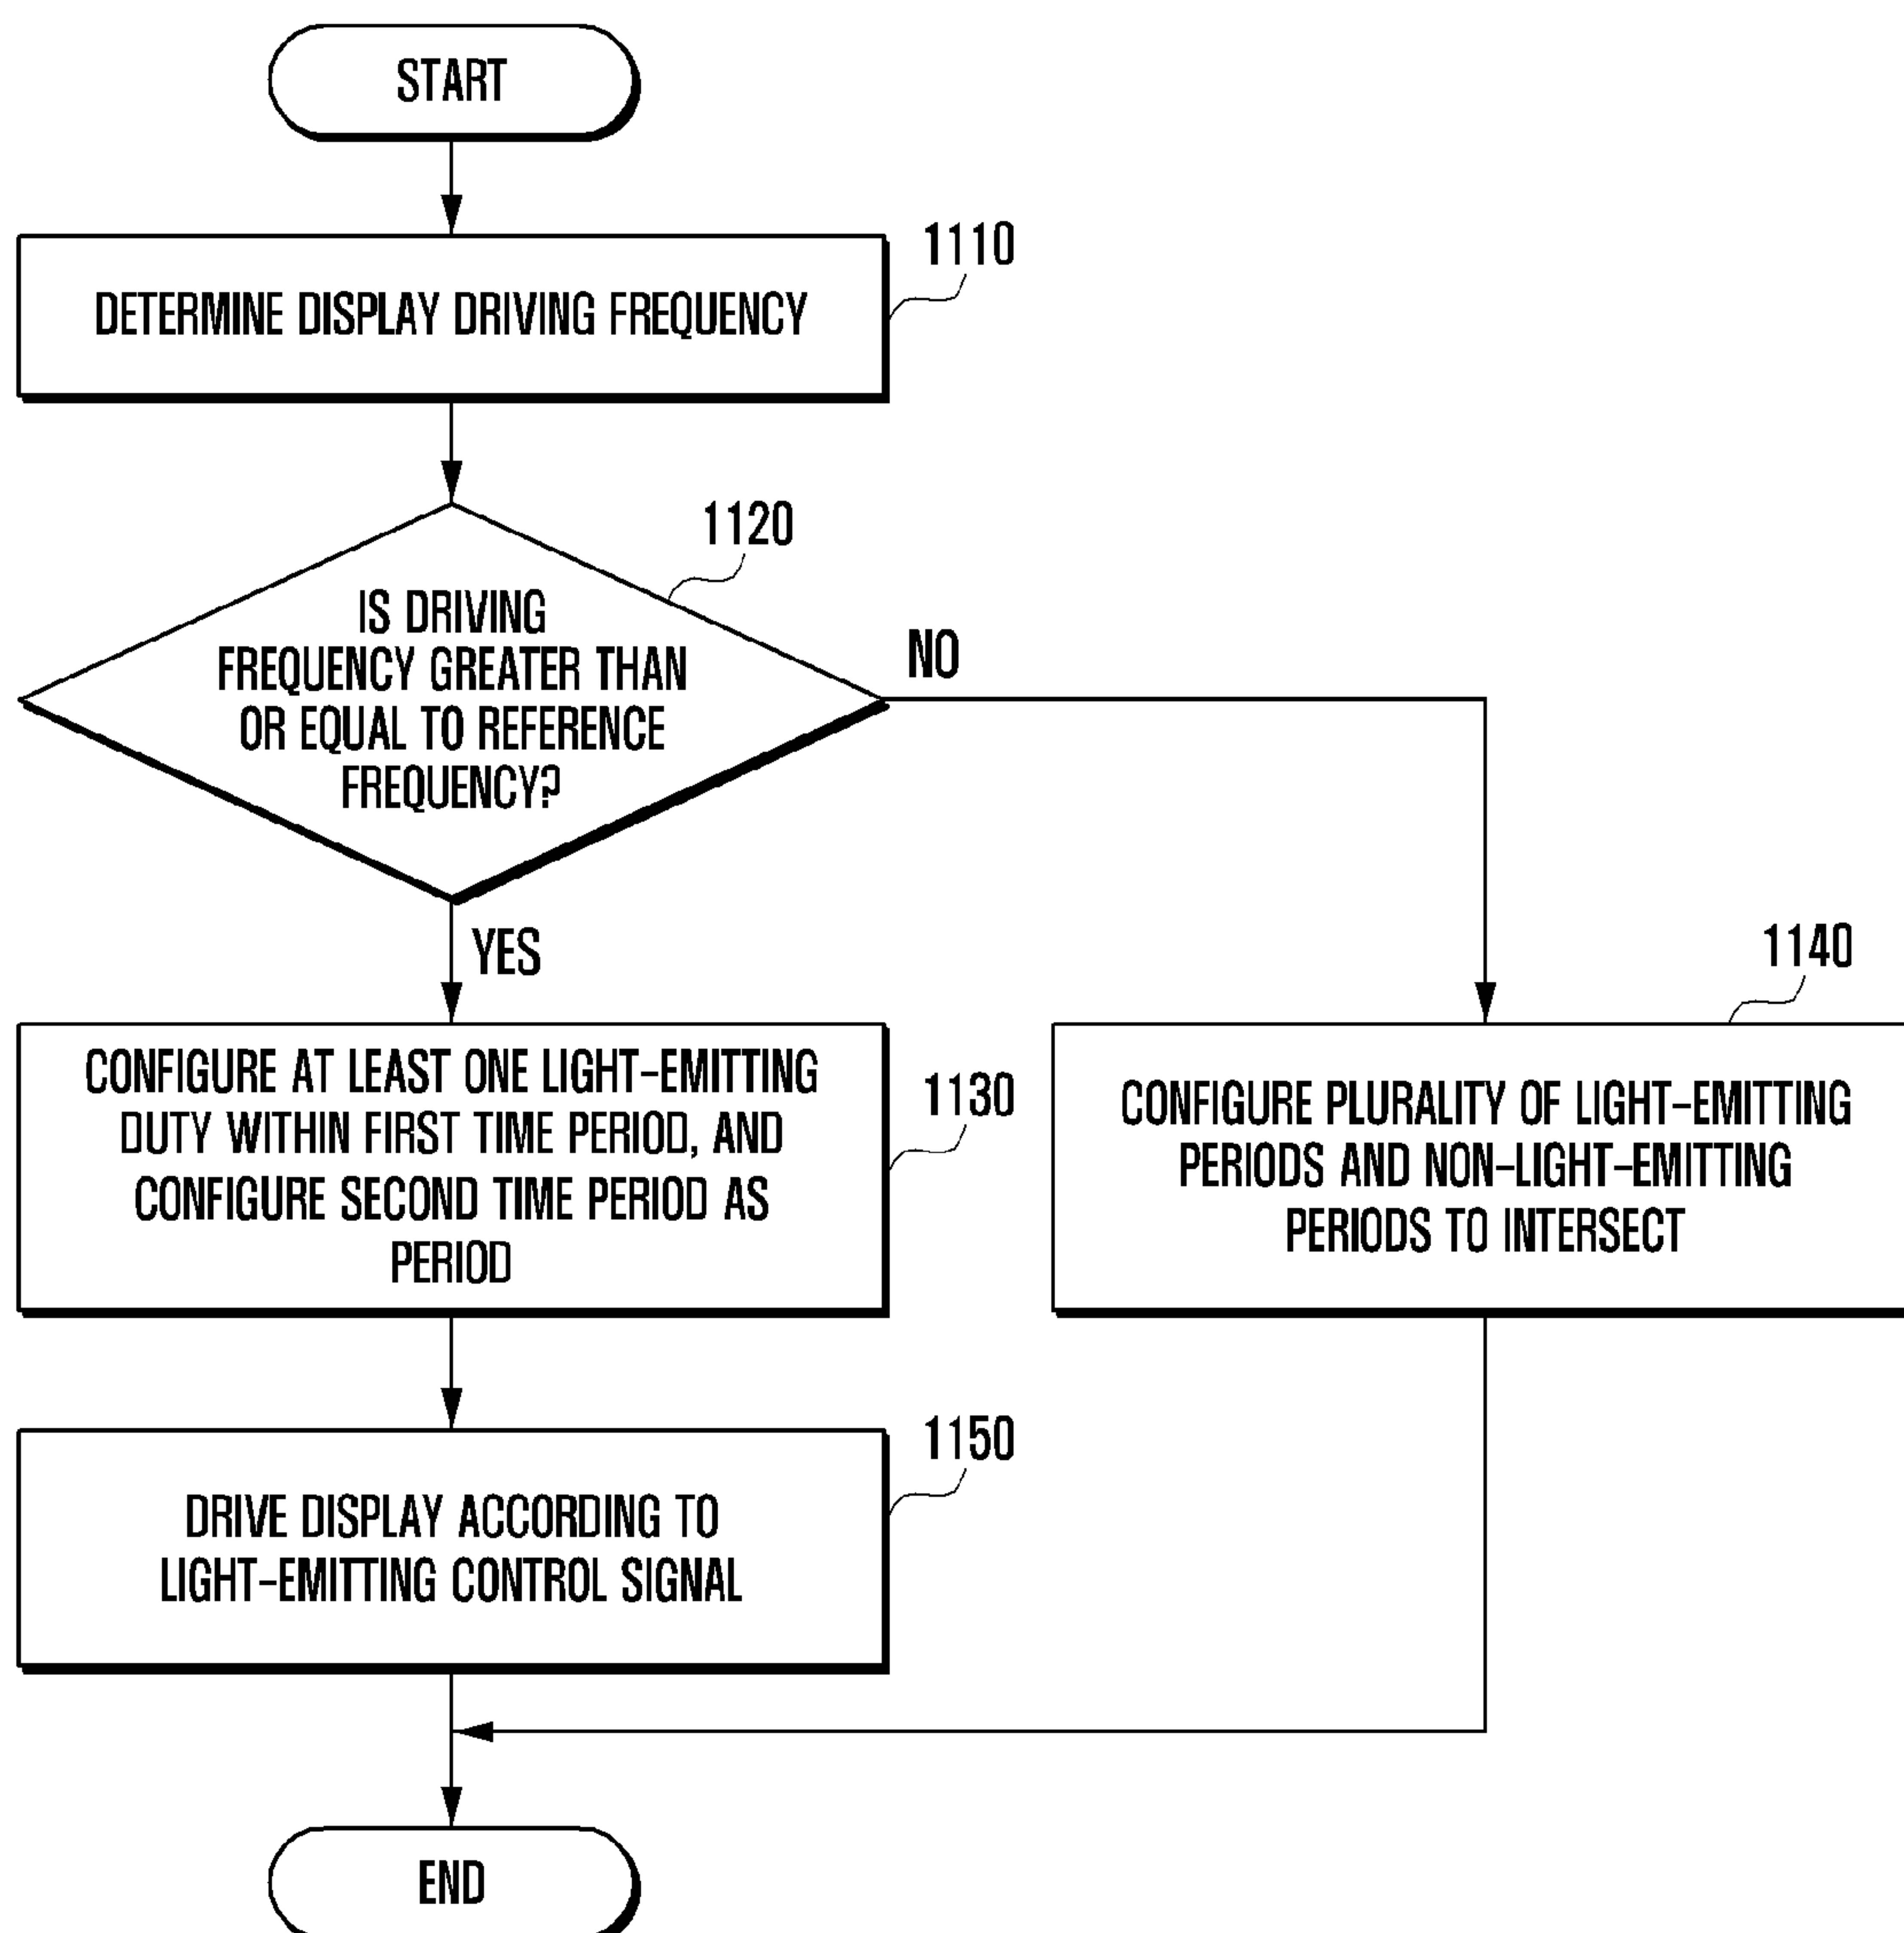 START
1110
DETERMINE DISPLAY DRIVING FREQUENCY
1120
IS DRIVING
FREQUENCY GREATER THAN
OR EQUAL TO REFERENCE
FREQUENCY?
NO
YES
1140
CONFIGURE AT LEAST ONE LIGHT-EMITTING
DUTY WITHIN FIRST TIME PERIOD, AND
CONFIGURE SECOND TIME PERIOD AS
PERIOD
1130
CONFIGURE PLURALITY OF LIGHT-EMITTING
PERIODS AND NON-LIGHT-EMITTING
PERIODS TO INTERSECT
1150
DRIVE DISPLAY ACCORDING TO
LIGHT-EMITTING CONTROL SIGNAL
END